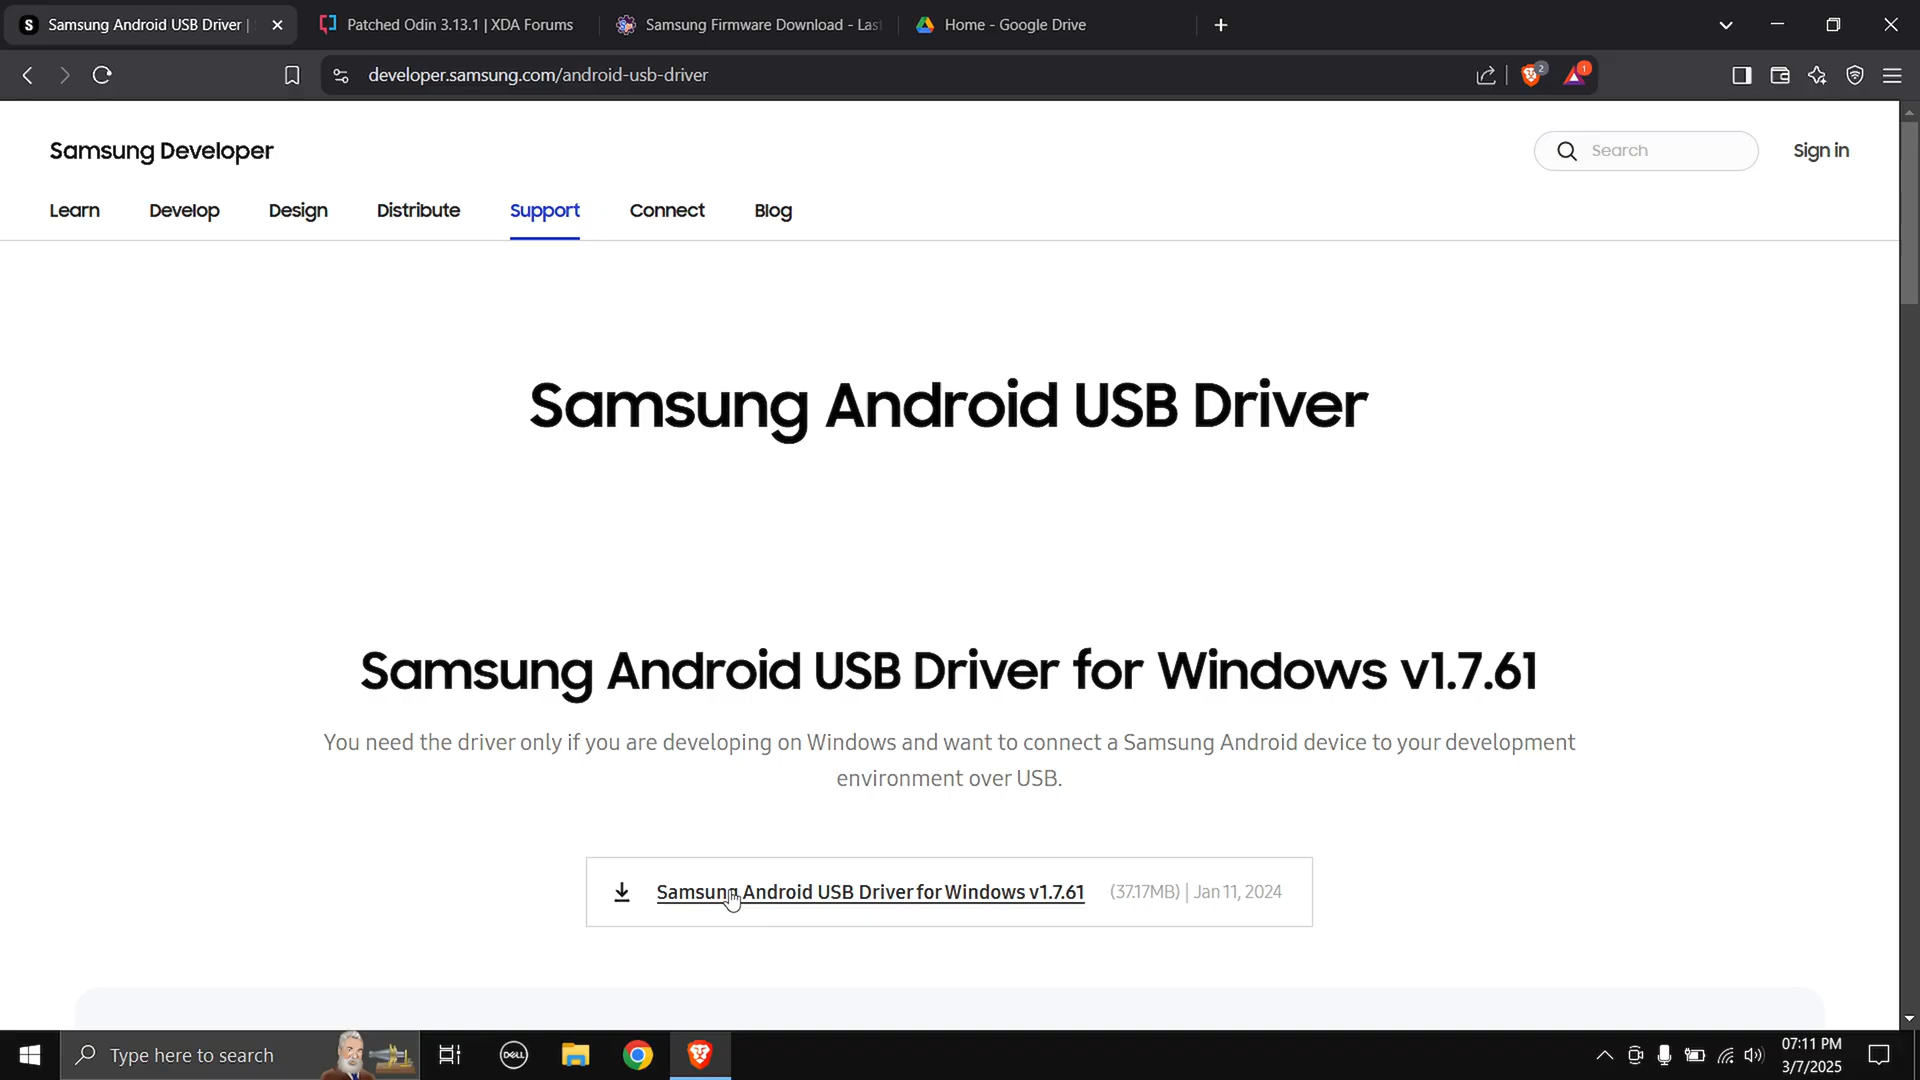 Samsung Android USB Driver |
Patched Odin 3.13.1 | XDA Forums
Samsung Firmware Download - Las
Home - Google Drive
developer.samsung.com/android-usb-driver
2
1
Samsung Developer
Search
Sign in
Learn
Develop
Design
Distribute
Support
Connect
Blog
Samsung Android USB Driver
Samsung Android USB Driver for Windows v1.7.61
You need the driver only if you are developing on Windows and want to connect a Samsung Android device to your development
environment over USB.
Samsung Android USB Driver for Windows v1.7.61
(37.17MB) | Jan 11, 2024
Type here to search
DELL
07:11 PM
3/7/2025